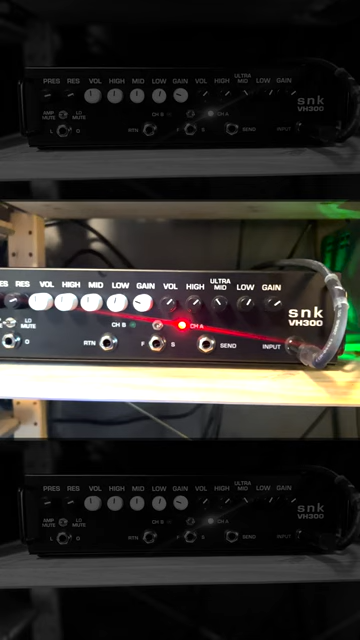 PRES RES VOL HIGH MID LOW GAIN VOL HIGH ULTRA MID LOW GAIN
AMP MUTE LO MUTE CH B CH A
snk
VH300
L O RTN F S SEND INPUT
ES RES VOL HIGH MID LOW GAIN VOL HIGH ULTRA MID LOW GAIN
LO MUTE CH B CH A
snk
VH300
O RTN F S SEND INPUT
PRES RES VOL HIGH MID LOW GAIN VOL HIGH ULTRA MID LOW GAIN
AMP MUTE LO MUTE CH B CH A
snk
VH300
L O RTN F S SEND INPUT